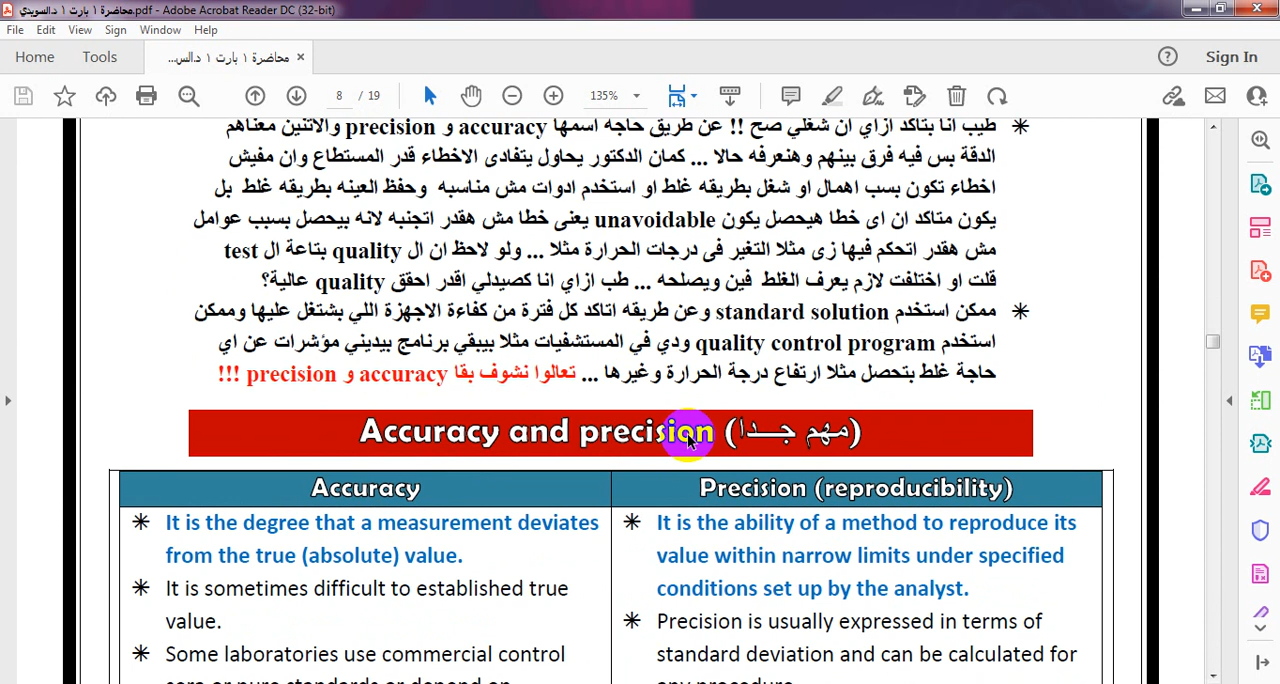 محاضرة ١ بارت ١ د.السويدي.pdf - Adobe Acrobat Reader DC (32-bit)
File Edit View Sign Window Help
Home Tools محاضرة ١ بارت ١ د.الس... × Sign In
8 / 19 135%
✳ طيب انا بتاكد ازاي ان شغلي صح !! عن طريق حاجه اسمها accuracy و precision والاتنين معناهم
الدقة بس فيه فرق بينهم وهنعرفه حالا ... كمان الدكتور يحاول يتفادى الاخطاء قدر المستطاع وان مفيش
اخطاء تكون بسب اهمال او شغل بطريقه غلط او استخدم ادوات مش مناسبه وحفظ العينه بطريقه غلط بل
يكون متاكد ان اى خطا هيحصل يكون unavoidable يعنى خطا مش هقدر اتجنبه لانه بيحصل بسبب عوامل
مش هقدر اتحكم فيها زى مثلا التغير فى درجات الحرارة مثلا ... ولو لاحظ ان ال quality بتاعة ال test
قلت او اختلفت لازم يعرف الغلط فين ويصلحه ... طب ازاي انا كصيدلي اقدر احقق quality عالية؟
✳ ممكن استخدم standard solution وعن طريقه اتاكد كل فترة من كفاءة الاجهزة اللي بشتغل عليها وممكن
استخدم quality control program ودي في المستشفيات مثلا بيبقي برنامج بيديني مؤشرات عن اي
حاجة غلط بتحصل مثلا ارتفاع درجة الحرارة وغيرها ... تعالوا نشوف بقا accuracy و precision !!!
Accuracy and precision (مهم جـــدا)
Accuracy
✳ It is the degree that a measurement deviates
from the true (absolute) value.
✳ It is sometimes difficult to established true
value.
✳ Some laboratories use commercial control
Precision (reproducibility)
✳ It is the ability of a method to reproduce its
value within narrow limits under specified
conditions set up by the analyst.
✳ Precision is usually expressed in terms of
standard deviation and can be calculated for
any procedure